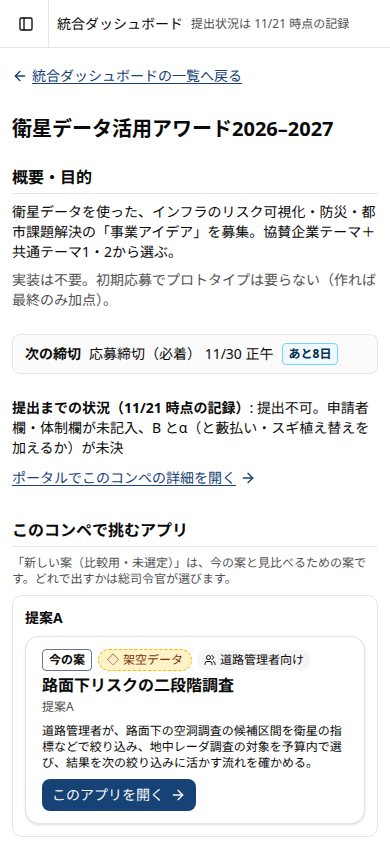 統合ダッシュボード 提出状況は 11/21 時点の記録
← 統合ダッシュボードの一覧へ戻る
衛星データ活用アワード2026–2027
概要・目的
衛星データを使った、インフラのリスク可視化・防災・都
市課題解決の「事業アイデア」を募集。協賛企業テーマ＋
共通テーマ1・2から選ぶ。
実装は不要。初期応募でプロトタイプは要らない（作れば
最終のみ加点）。
次の締切 応募締切（必着） 11/30 正午 あと8日
提出までの状況（11/21 時点の記録）: 提出不可。申請者
欄・体制欄が未記入、B とα（と藪払い・スギ植え替えを
加えるか）が未決
ポータルでこのコンペの詳細を開く →
このコンペで挑むアプリ
「新しい案（比較用・未選定）」は、今の案と見比べるための案で
す。どれで出すかは総司令官が選びます。
提案A
今の案 ◇ 架空データ 道路管理者向け
路面下リスクの二段階調査
提案A
道路管理者が、路面下の空洞調査の候補区間を衛星の指
標などで絞り込み、地中レーダ調査の対象を予算内で選
び、結果を次の絞り込みに活かす流れを確かめる。
このアプリを開く →